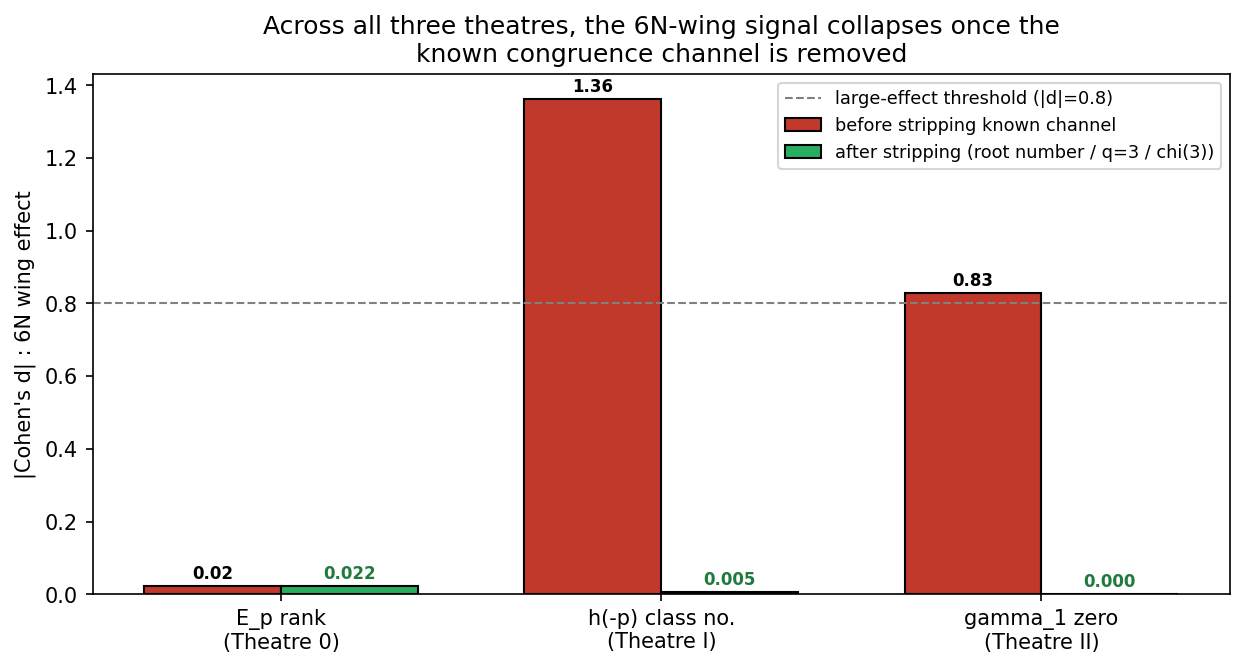 Across all three theatres, the 6N-wing signal collapses once the
known congruence channel is removed
|Cohen's d| : 6N wing effect
1.4
1.2
1.0
0.8
0.6
0.4
0.2
0.0
large-effect threshold (|d|=0.8)
before stripping known channel
after stripping (root number / q=3 / chi(3))
0.02
0.022
1.36
0.005
0.83
0.000
E_p rank
(Theatre 0)
h(-p) class no.
(Theatre I)
gamma_1 zero
(Theatre II)